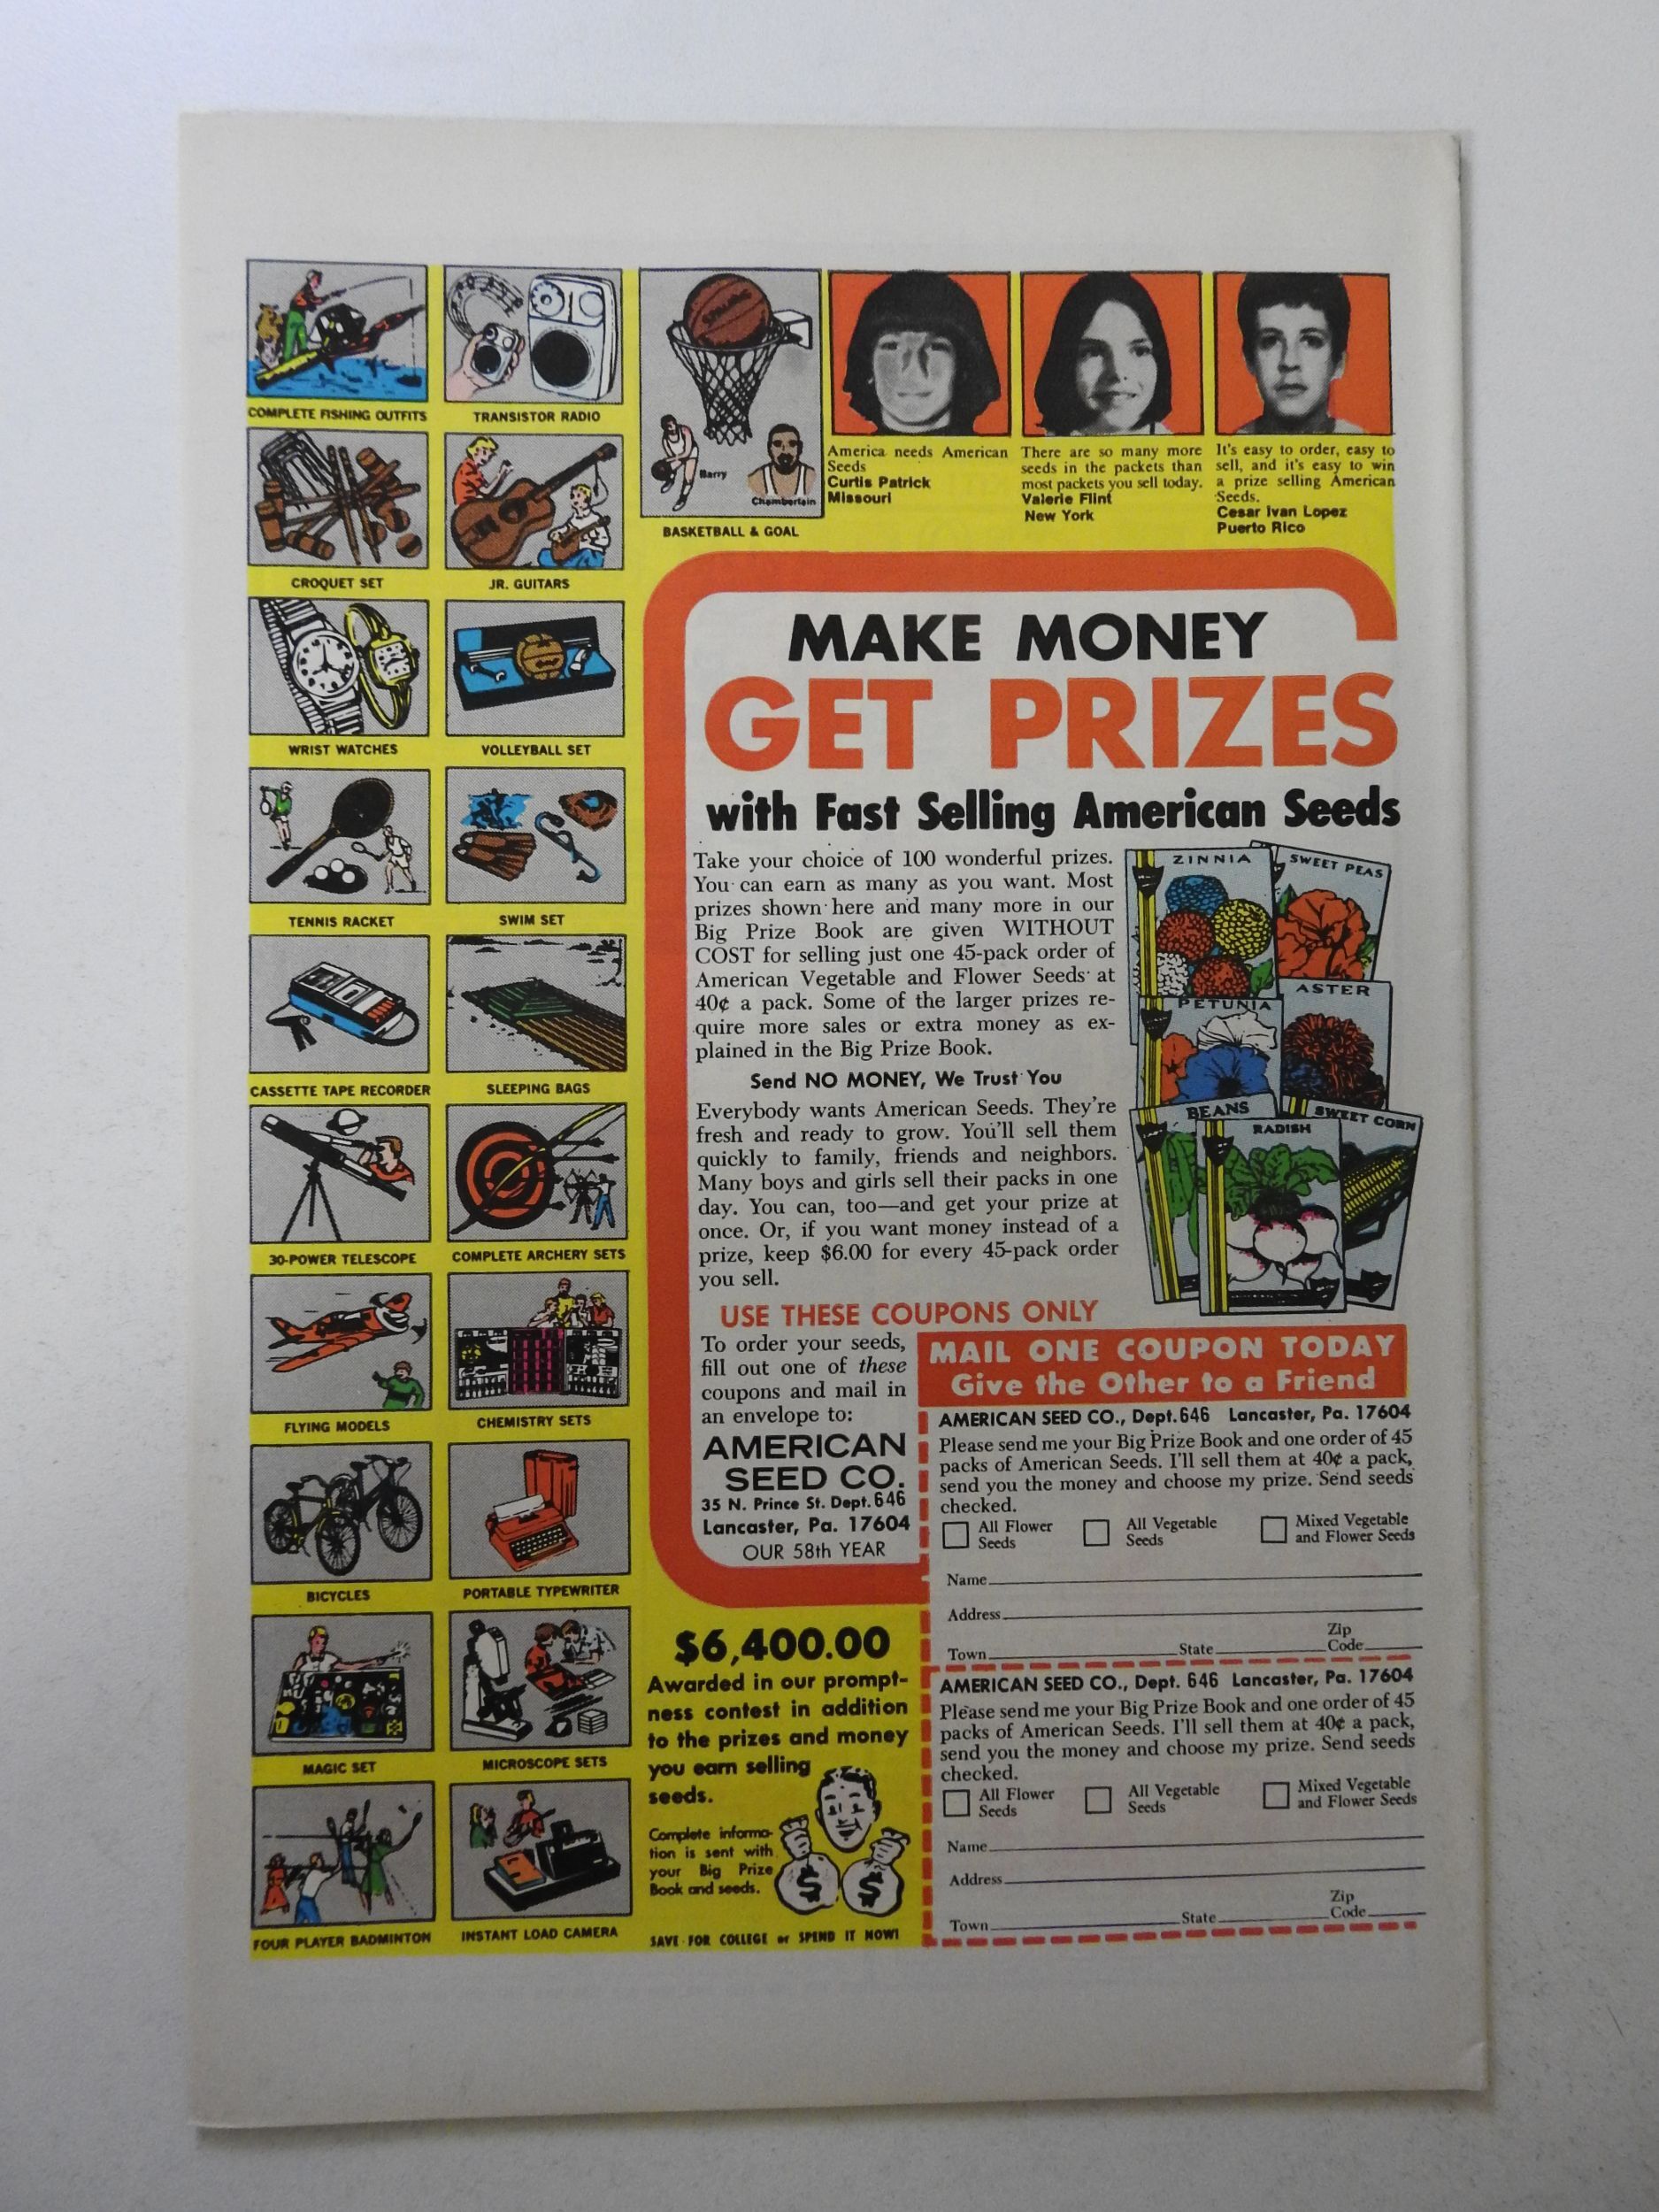 COMPLETE FISHING OUTFITS
TRANSISTOR RADIO
CROQUET SET
JR. GUITARS
WRIST WATCHES
VOLLEYBALL SET
TENNIS RACKET
SWIM SET
CASSETTE TAPE RECORDER
SLEEPING BAGS
30-POWER TELESCOPE
COMPLETE ARCHERY SETS
FLYING MODELS
CHEMISTRY SETS
BICYCLES
PORTABLE TYPEWRITER
MAGIC SET
MICROSCOPE SETS
FOUR PLAYER BADMINTON
INSTANT LOAD CAMERA
SPALDING
Barry
Chamberlain
BASKETBALL & GOAL
America needs American
Seeds
Curtis Patrick
Missouri
There are so many more
seeds in the packets than
most packets you sell today.
Valerie Flint
New York
It's easy to order, easy to
sell, and it's easy to win
a prize selling American
Seeds.
Cesar Ivan Lopez
Puerto Rico
MAKE MONEY
GET PRIZES
with Fast Selling American Seeds
Take your choice of 100 wonderful prizes.
You can earn as many as you want. Most
prizes shown here and many more in our
Big Prize Book are given WITHOUT
COST for selling just one 45-pack order of
American Vegetable and Flower Seeds at
40¢ a pack. Some of the larger prizes re-
quire more sales or extra money as ex-
plained in the Big Prize Book.
Send NO MONEY, We Trust You
Everybody wants American Seeds. They're
fresh and ready to grow. You'll sell them
quickly to family, friends and neighbors.
Many boys and girls sell their packs in one
day. You can, too—and get your prize at
once. Or, if you want money instead of a
prize, keep $6.00 for every 45-pack order
you sell.
ZINNIA
SWEET PEAS
PETUNIA
ASTER
BEANS
RADISH
SWEET CORN
USE THESE COUPONS ONLY
To order your seeds,
fill out one of these
coupons and mail in
an envelope to:
AMERICAN
SEED CO.
35 N. Prince St. Dept. 646
Lancaster, Pa. 17604
OUR 58th YEAR
MAIL ONE COUPON TODAY
Give the Other to a Friend
AMERICAN SEED CO., Dept. 646 Lancaster, Pa. 17604
Please send me your Big Prize Book and one order of 45
packs of American Seeds. I'll sell them at 40¢ a pack,
send you the money and choose my prize. Send seeds
checked.
All Flower
Seeds
All Vegetable
Seeds
Mixed Vegetable
and Flower Seeds
Name
Address
Town State Zip
Code
AMERICAN SEED CO., Dept. 646 Lancaster, Pa. 17604
Please send me your Big Prize Book and one order of 45
packs of American Seeds. I'll sell them at 40¢ a pack,
send you the money and choose my prize. Send seeds
checked.
All Flower
Seeds
All Vegetable
Seeds
Mixed Vegetable
and Flower Seeds
Name
Address
Town State Zip
Code
$6,400.00
Awarded in our prompt-
ness contest in addition
to the prizes and money
you earn selling
seeds.
Complete informa-
tion is sent with
your Big Prize
Book and seeds.
$ $
SAVE FOR COLLEGE or SPEND IT NOW!